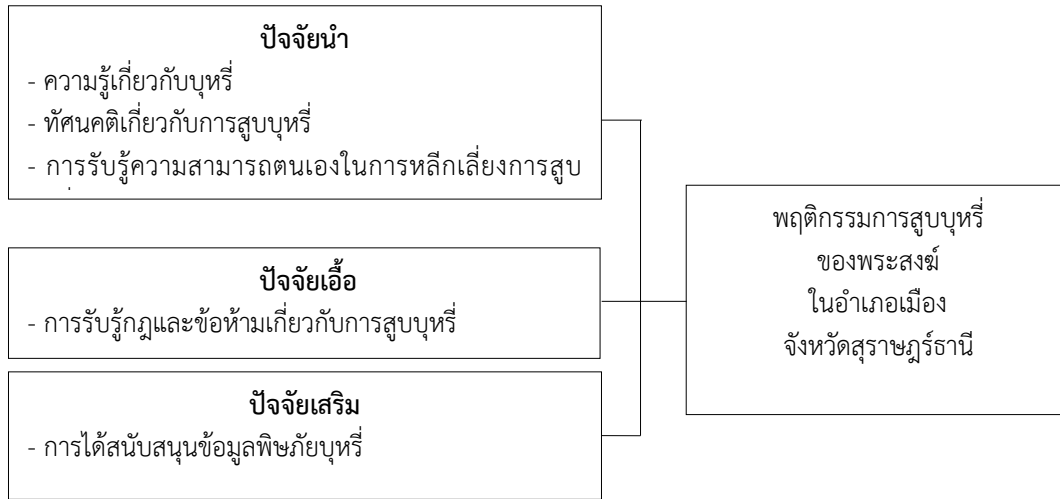 ปัจจัยนำ
- ความรู้เกี่ยวกับบุหรี่
- ทัศนคติเกี่ยวกับการสูบบุหรี่
- การรับรู้ความสามารถตนเองในการหลีกเลี่ยงการสูบ
พฤติกรรมการสูบบุหรี่
ของพระสงฆ์
ในอำเภอเมือง
จังหวัดสุราษฎร์ธานี
ปัจจัยเอื้อ
- การรับรู้กฎและข้อห้ามเกี่ยวกับการสูบบุหรี่
ปัจจัยเสริม
- การได้สนับสนุนข้อมูลพิษภัยบุหรี่